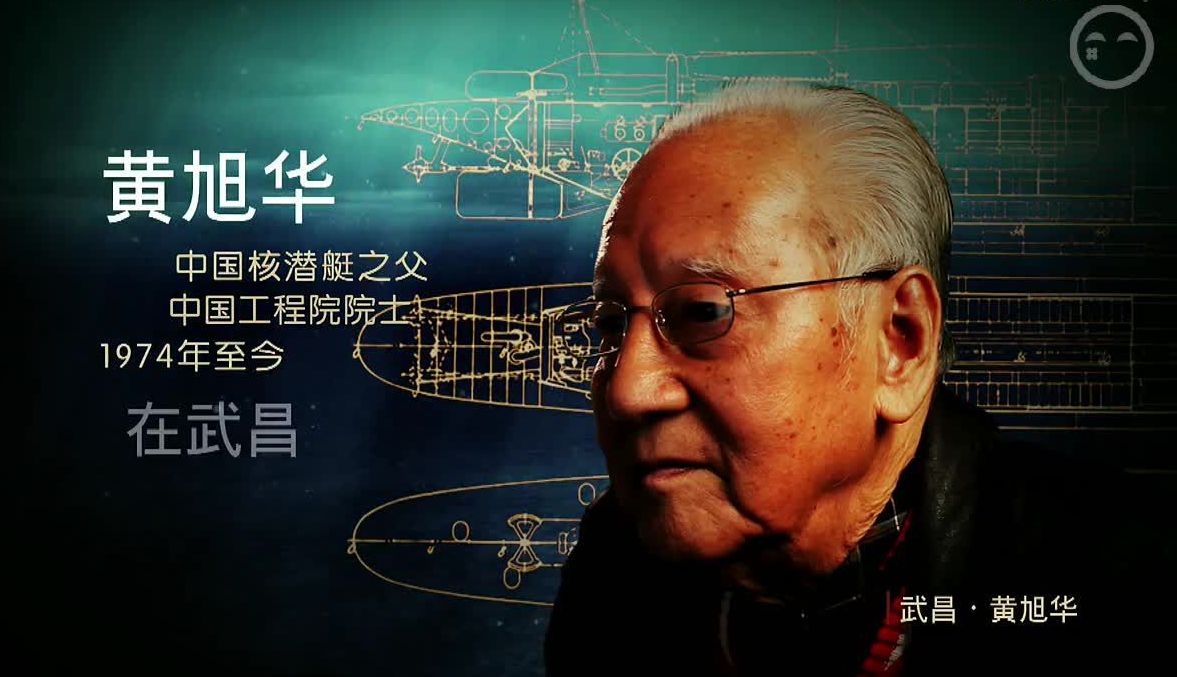 黄旭华
中国核潜艇之父
中国工程院院士
1974年至今
在武昌
武昌·黄旭华